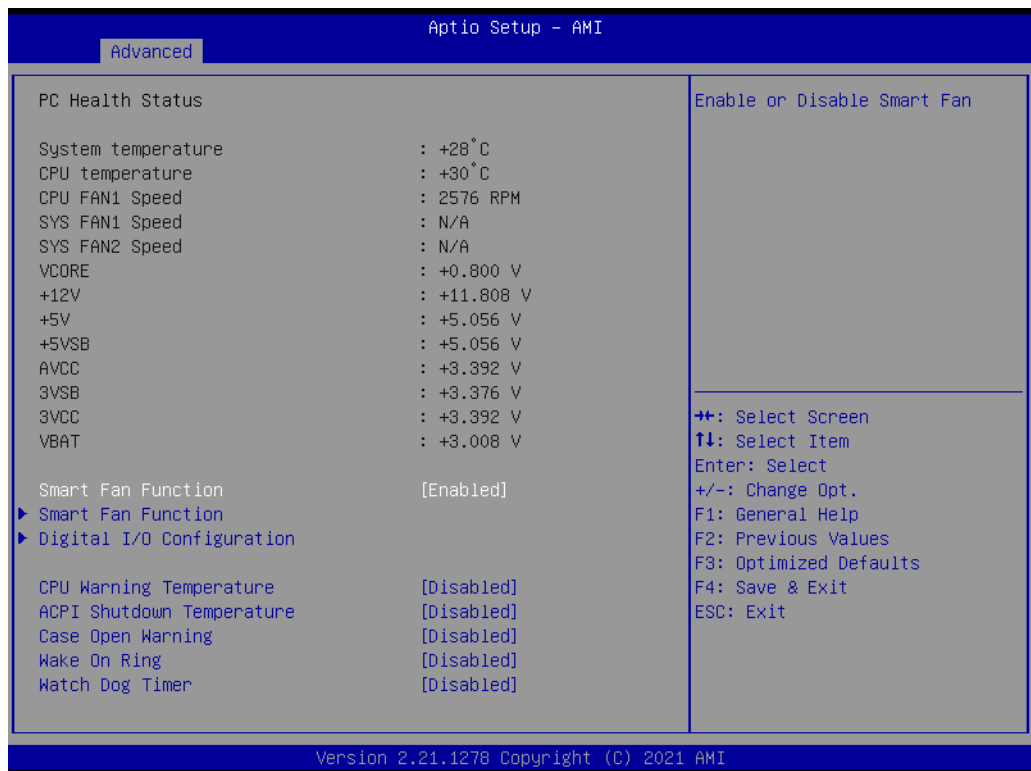 Aptio Setup – AMI
Advanced
PC Health Status
System temperature : +28°C
CPU temperature : +30°C
CPU FAN1 Speed : 2576 RPM
SYS FAN1 Speed : N/A
SYS FAN2 Speed : N/A
VCORE : +0.800 V
+12V : +11.808 V
+5V : +5.056 V
+5VSB : +5.056 V
AVCC : +3.392 V
3VSB : +3.376 V
3VCC : +3.392 V
VBAT : +3.008 V
Smart Fan Function [Enabled]
Smart Fan Function
Digital I/O Configuration
CPU Warning Temperature [Disabled]
ACPI Shutdown Temperature [Disabled]
Case Open Warning [Disabled]
Wake On Ring [Disabled]
Watch Dog Timer [Disabled]
Enable or Disable Smart Fan
→←: Select Screen
↑↓: Select Item
Enter: Select
+/-: Change Opt.
F1: General Help
F2: Previous Values
F3: Optimized Defaults
F4: Save & Exit
ESC: Exit
Version 2.21.1278 Copyright (C) 2021 AMI